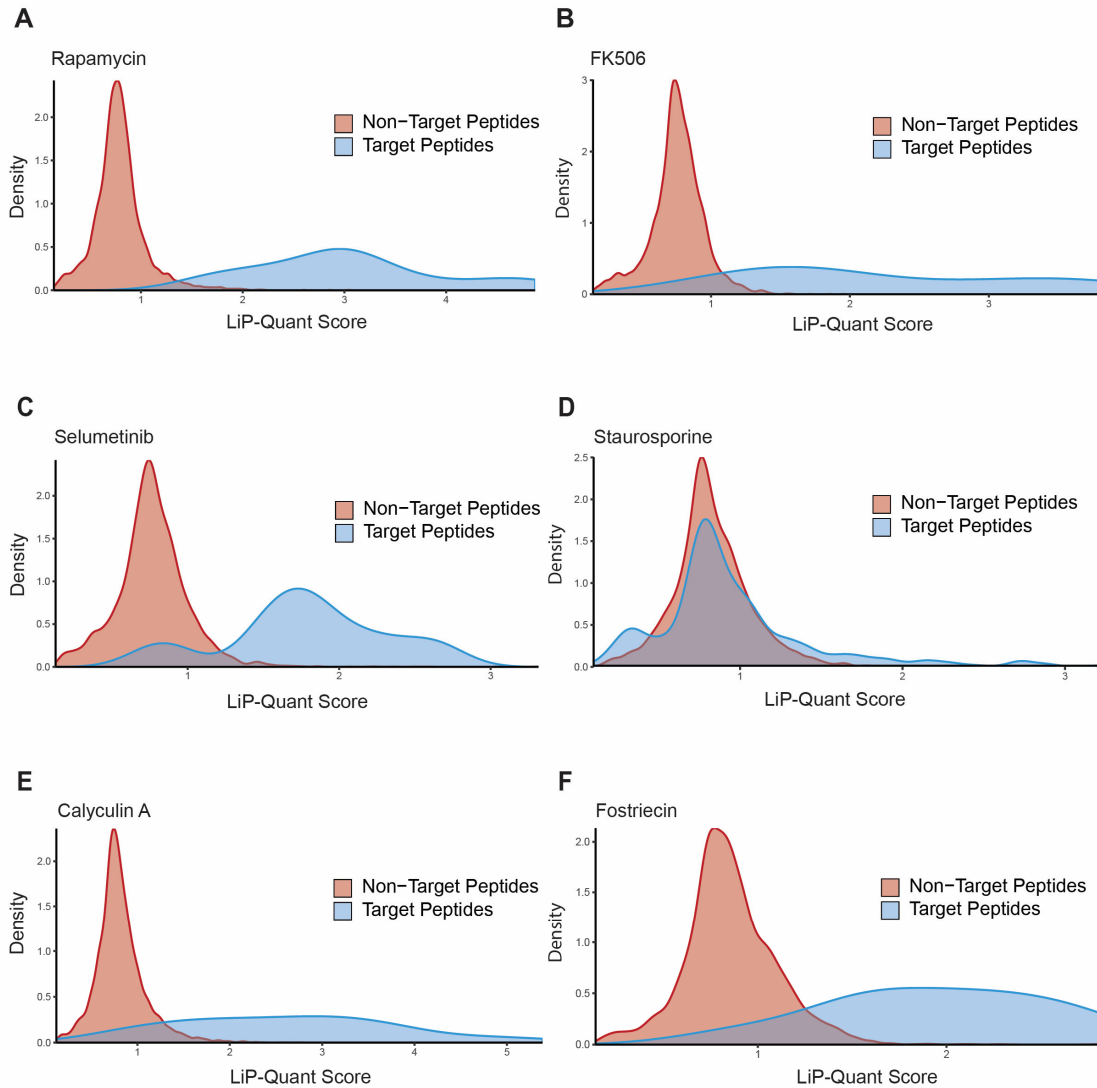 A
Rapamycin
Density
2.0
1.5
1.0
0.5
0.0
1
2
3
4
LiP-Quant Score
Non-Target Peptides
Target Peptides
B
FK506
Density
3
2
1
0
1
2
3
LiP-Quant Score
Non-Target Peptides
Target Peptides
C
Selumetinib
Density
2.0
1.5
1.0
0.5
0.0
1
2
3
LiP-Quant Score
Non-Target Peptides
Target Peptides
D
Staurosporine
Density
2.5
2.0
1.5
1.0
0.5
0.0
1
2
3
LiP-Quant Score
Non-Target Peptides
Target Peptides
E
Calyculin A
Density
2.0
1.5
1.0
0.5
0.0
1
2
3
4
5
LiP-Quant Score
Non-Target Peptides
Target Peptides
F
Fostriecin
Density
2.0
1.5
1.0
0.5
0.0
1
2
LiP-Quant Score
Non-Target Peptides
Target Peptides